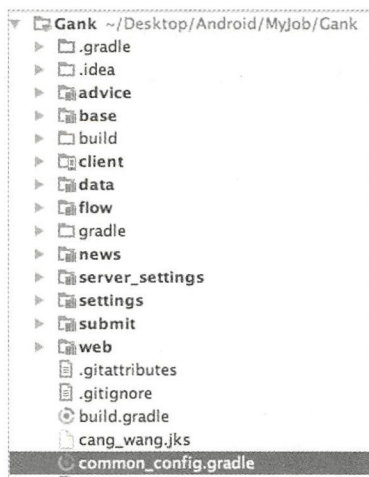 Gank ~/Desktop/Android/MyJob/Gank
.gradle
.idea
advice
base
build
client
data
flow
gradle
news
server_settings
settings
submit
web
.gitattributes
.gitignore
build.gradle
cang_wang.jks
common_config.gradle